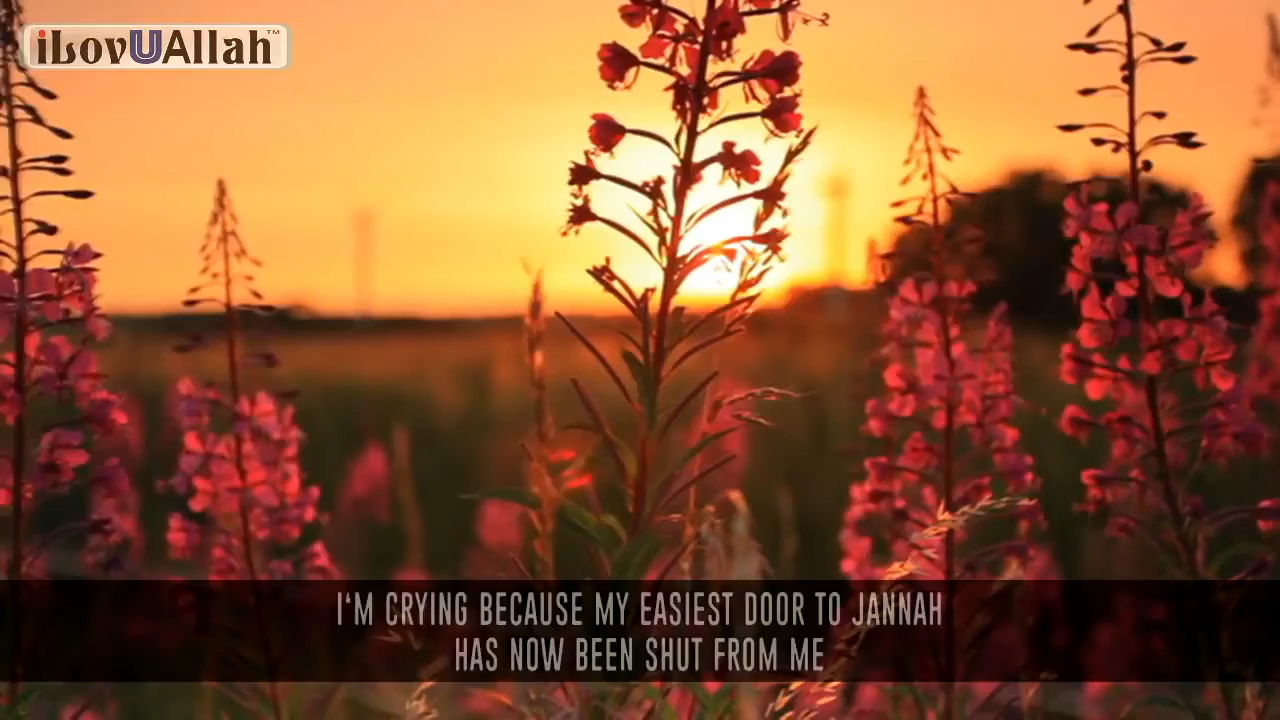 iLovUAllah™
I'M CRYING BECAUSE MY EASIEST DOOR TO JANNAH
HAS NOW BEEN SHUT FROM ME